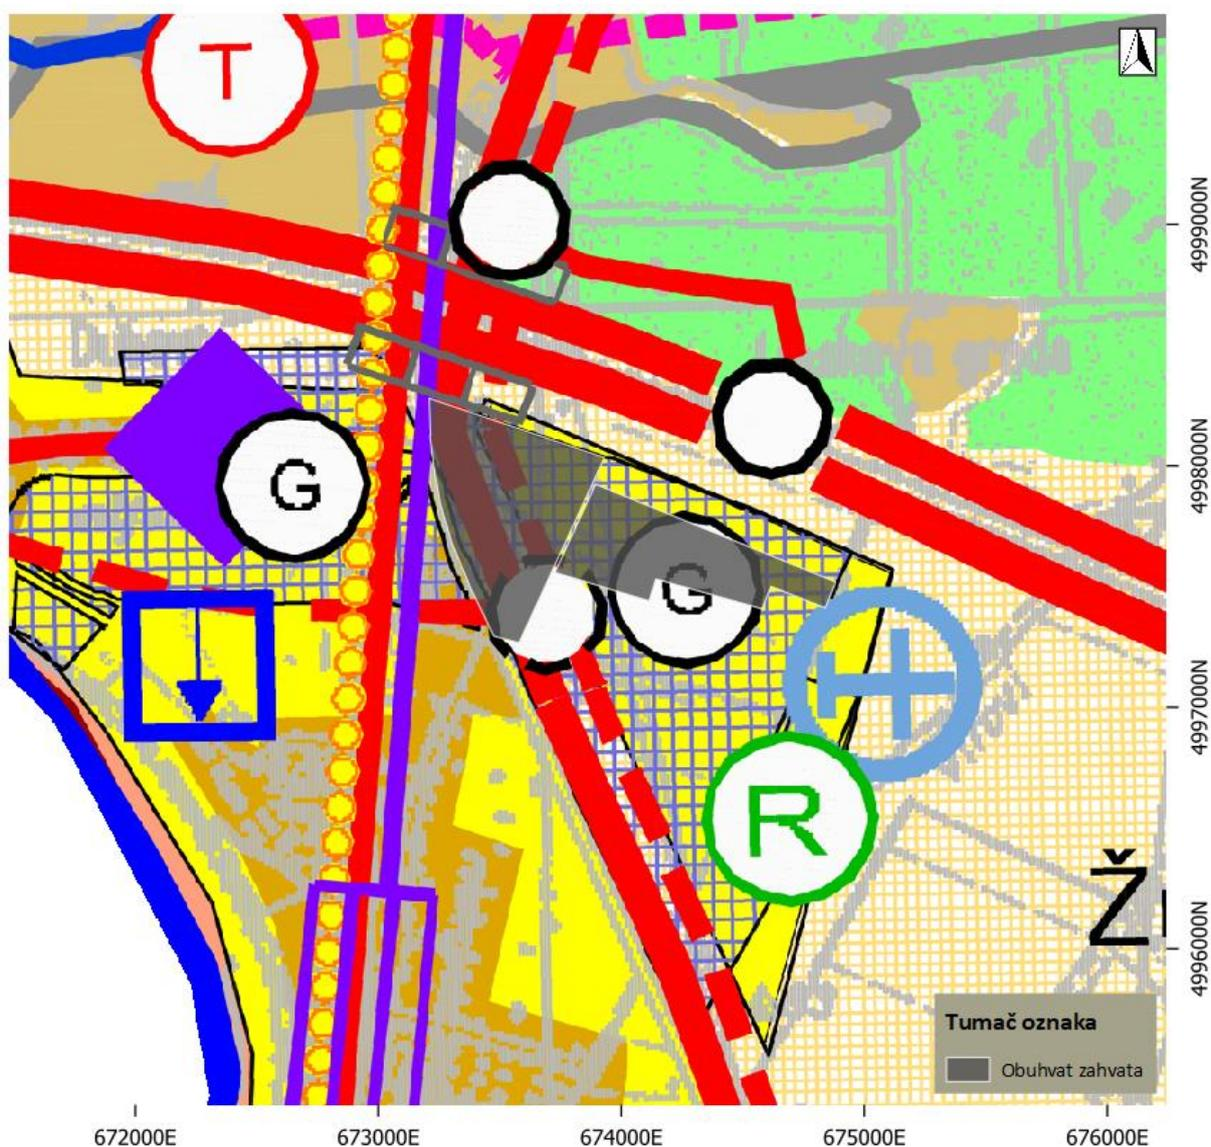 T
4999000N
G
4998000N
G
H
4997000N
R
Ž
4996000N
Tumač oznaka
Obuhvat zahvata
672000E 673000E 674000E 675000E 676000E